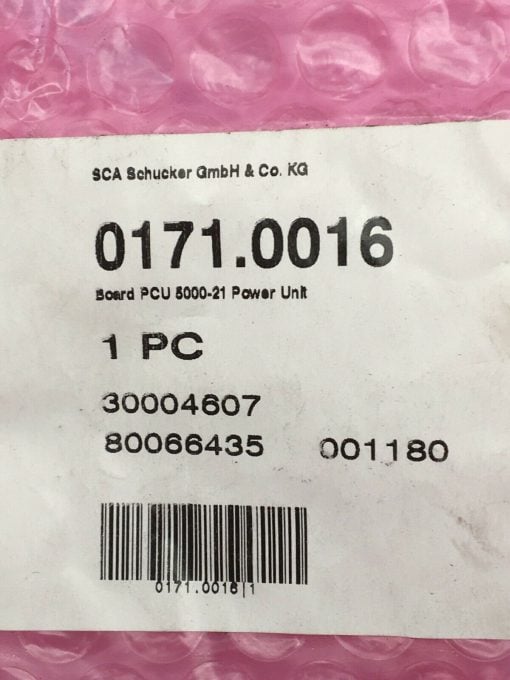 SCA Schucker GmbH & Co. KG
0171.0016
Board PCU 5000-21 Power Unit
1 PC
30004607
80066435 001180
0171.0016|1